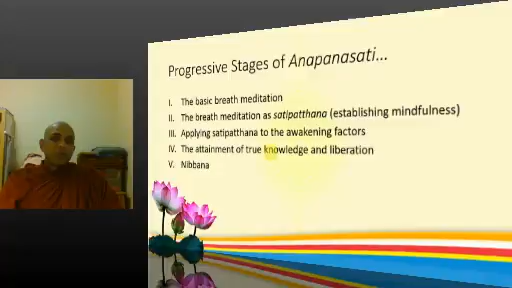 Progressive Stages of Anapanasati...
I. The basic breath meditation
II. The breath meditation as satipatthana (establishing mindfulness)
III. Applying satipatthana to the awakening factors
IV. The attainment of true knowledge and liberation
V. Nibbana